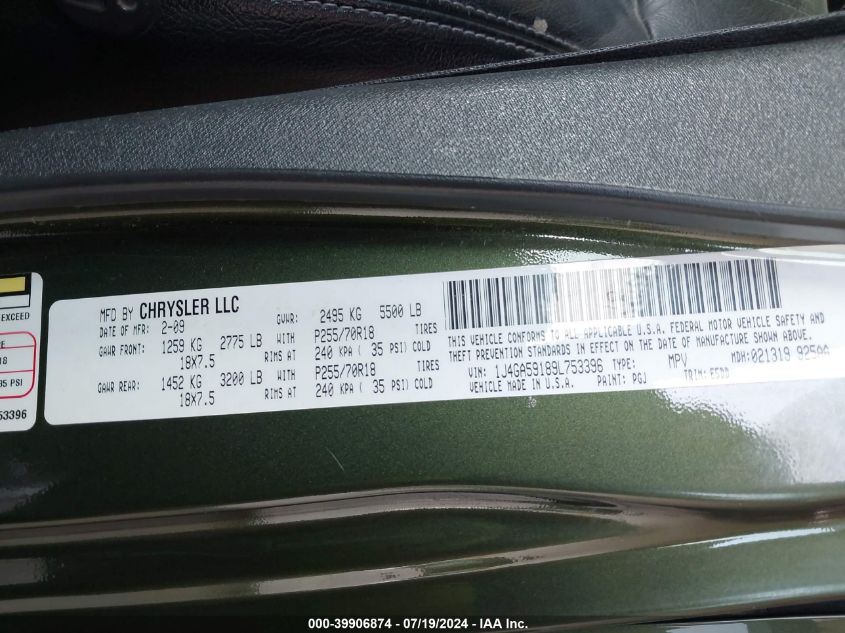 EXCEED
RE
18
35 PSI
53396
MFD BY CHRYSLER LLC
DATE OF MFR: 2-09 GVWR: 2495 KG 5500 LB
GAWR FRONT: 1259 KG 2775 LB WITH P255/70R18 TIRES
18X7.5 RIMS AT 240 KPA ( 35 PSI) COLD
GAWR REAR: 1452 KG 3200 LB WITH P255/70R18 TIRES
18X7.5 RIMS AT 240 KPA ( 35 PSI) COLD
THIS VEHICLE CONFORMS TO ALL APPLICABLE U.S.A. FEDERAL MOTOR VEHICLE SAFETY AND
THEFT PREVENTION STANDARDS IN EFFECT ON THE DATE OF MANUFACTURE SHOWN ABOVE.
VIN: 1J4GA59189L753396 TYPE: MPV MDH: 021319
VEHICLE MADE IN U.S.A. PAINT: PGJ TRIM:
000-39906874 / 07/19/2024 - IAA Inc.